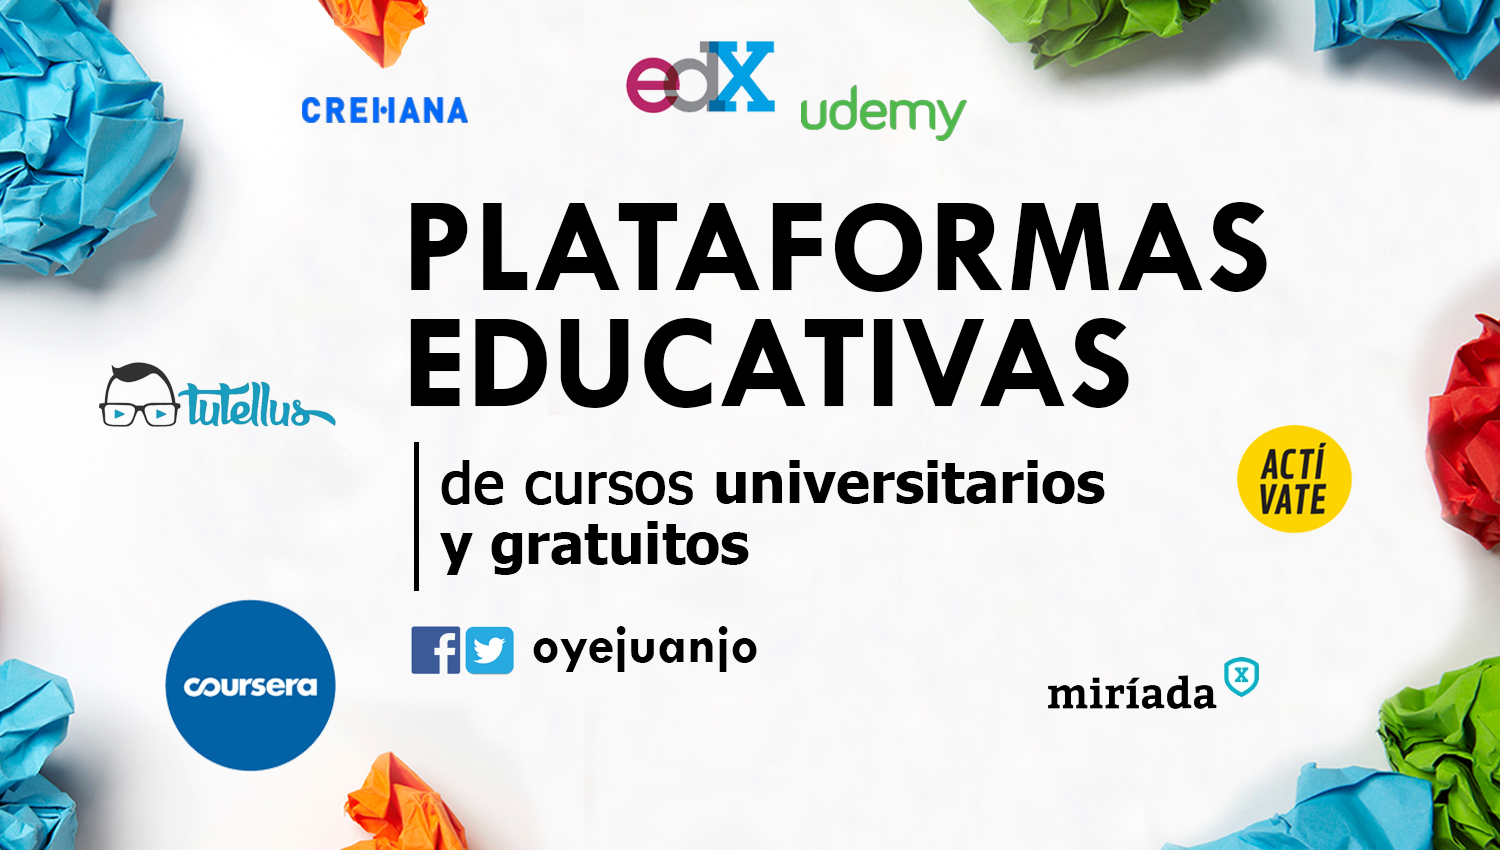 CREHANA
edX
udemy
PLATAFORMAS
EDUCATIVAS
tutellus
de cursos universitarios
y gratuitos
ACTÍ
VATE
coursera
f oyejuanjo
miríada X